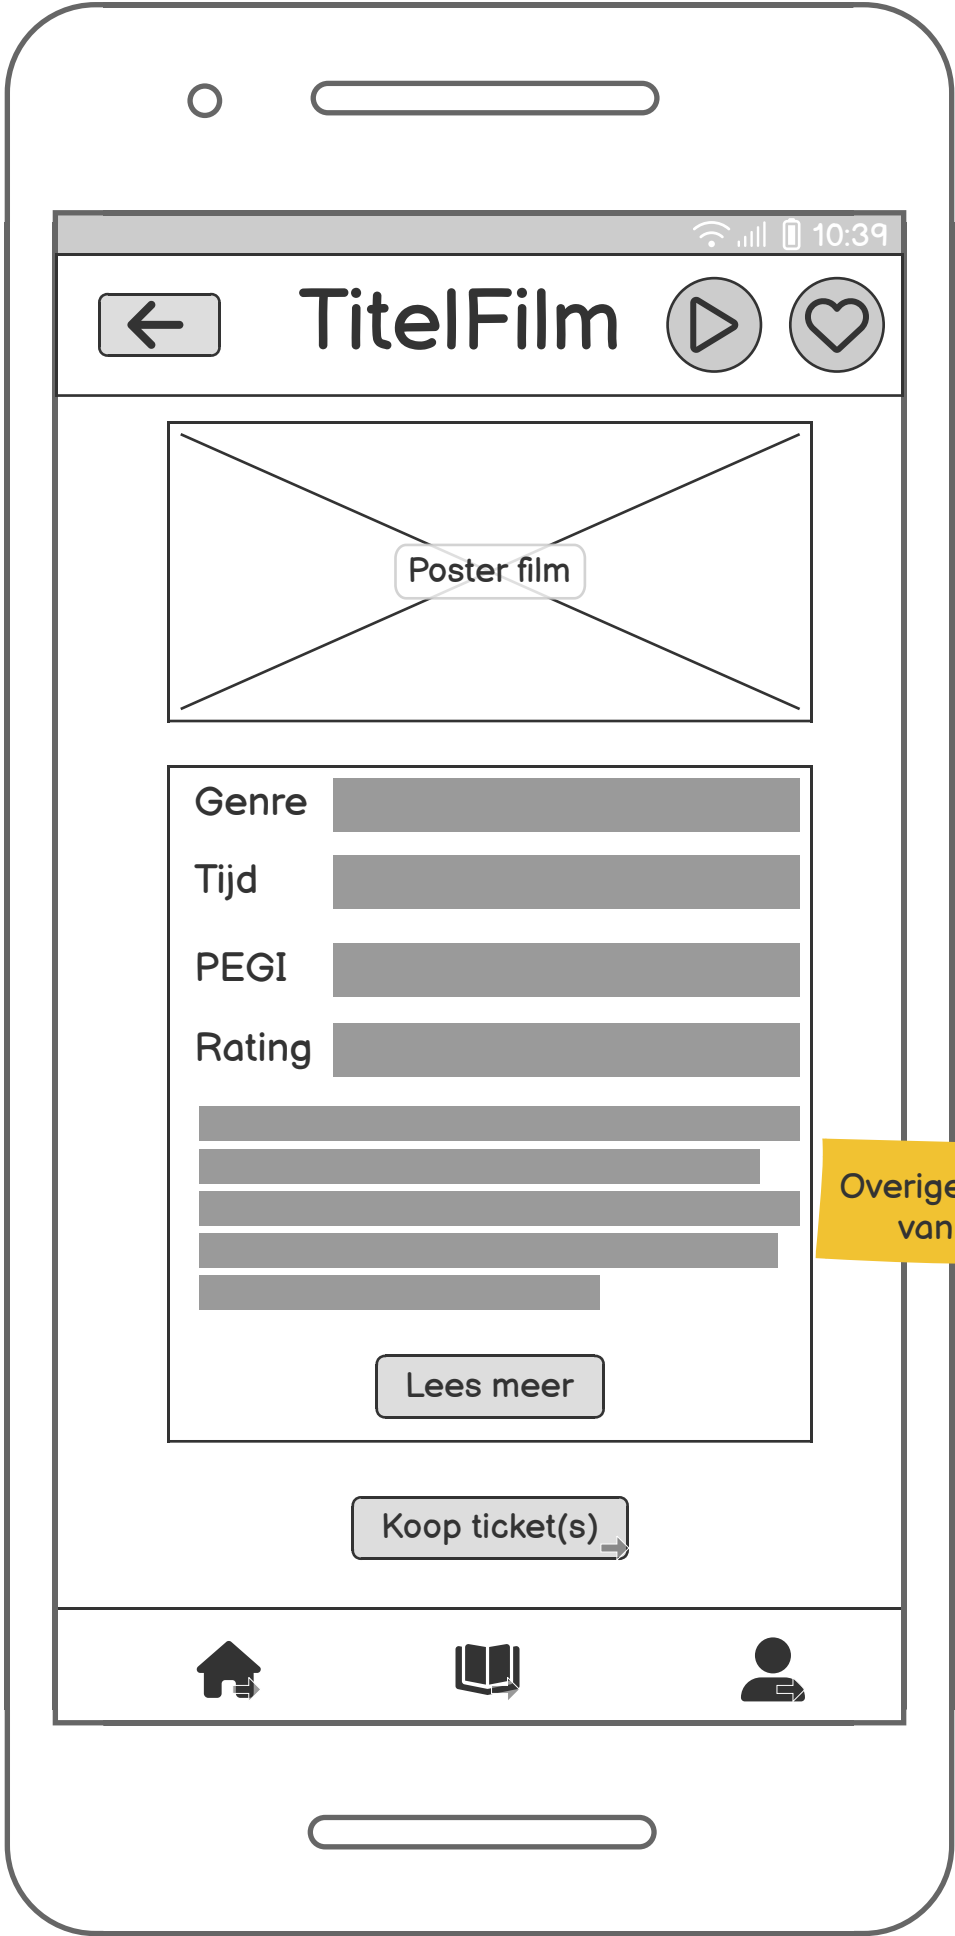 10:39
TitelFilm
Poster film
Genre
Tijd
PEGI
Rating
Overige
van
Lees meer
Koop ticket(s)